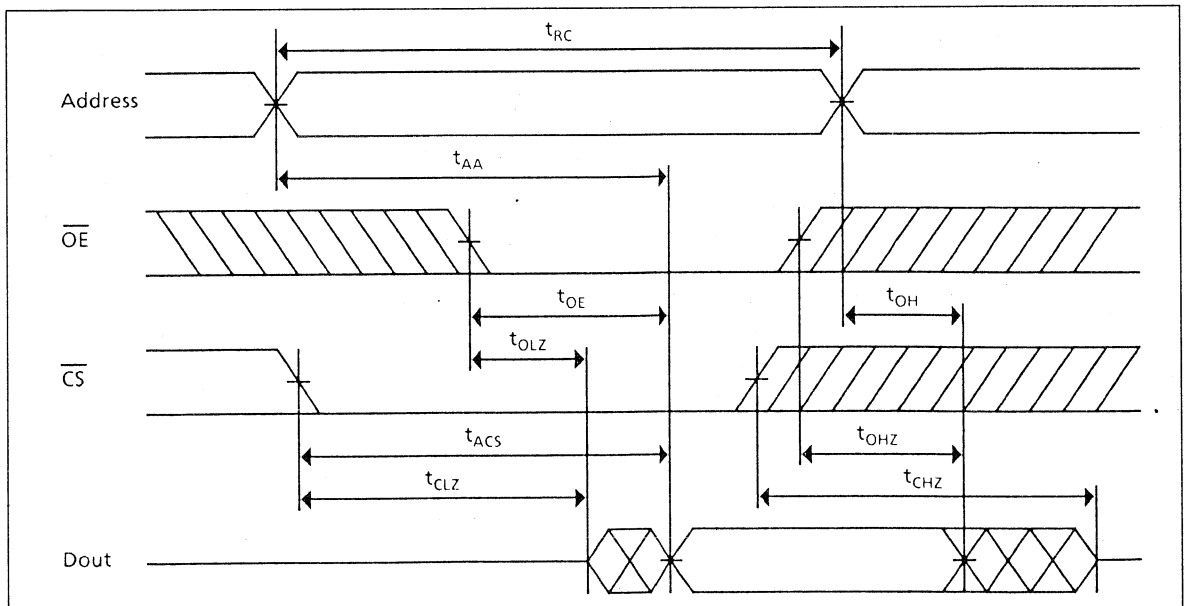 tRC
Address
tAA
OE
tOE
tOH
tOLZ
CS
tACS
tOHZ
tCLZ
tCHZ
Dout